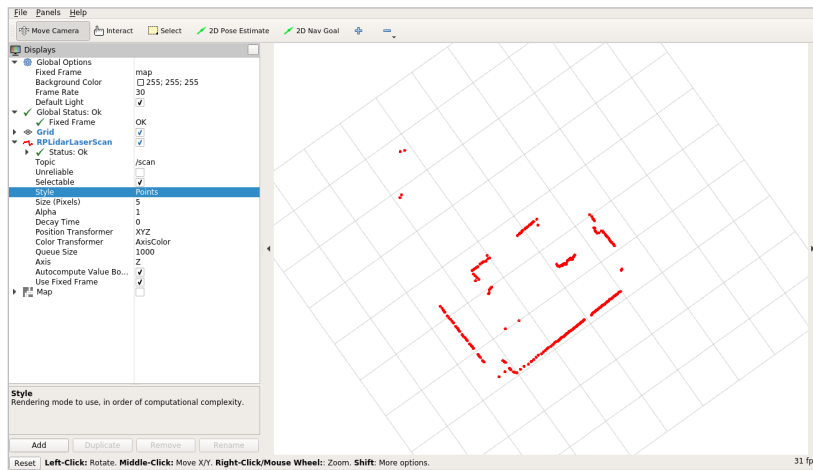 File Panels Help
Move Camera Interact Select 2D Pose Estimate 2D Nav Goal
Displays
Global Options
Fixed Frame map
Background Color 255; 255; 255
Frame Rate 30
Default Light
Global Status: Ok
Fixed Frame OK
Grid
RPLidarLaserScan
Status: Ok
Topic /scan
Unreliable
Selectable
Style Points
Size (Pixels) 5
Alpha 1
Decay Time 0
Position Transformer XYZ
Color Transformer AxisColor
Queue Size 1000
Axis Z
Autocompute Value Bo...
Use Fixed Frame
Map
Style
Rendering mode to use, in order of computational complexity.
Add Duplicate Remove Rename
Reset Left-Click: Rotate. Middle-Click: Move X/Y. Right-Click/Mouse Wheel:: Zoom. Shift: More options. 31 fp